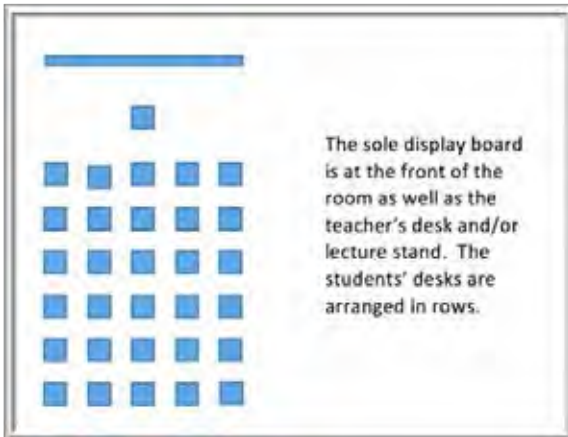 The sole display board
is at the front of the
room as well as the
teacher's desk and/or
lecture stand.  The
students' desks are
arranged in rows.